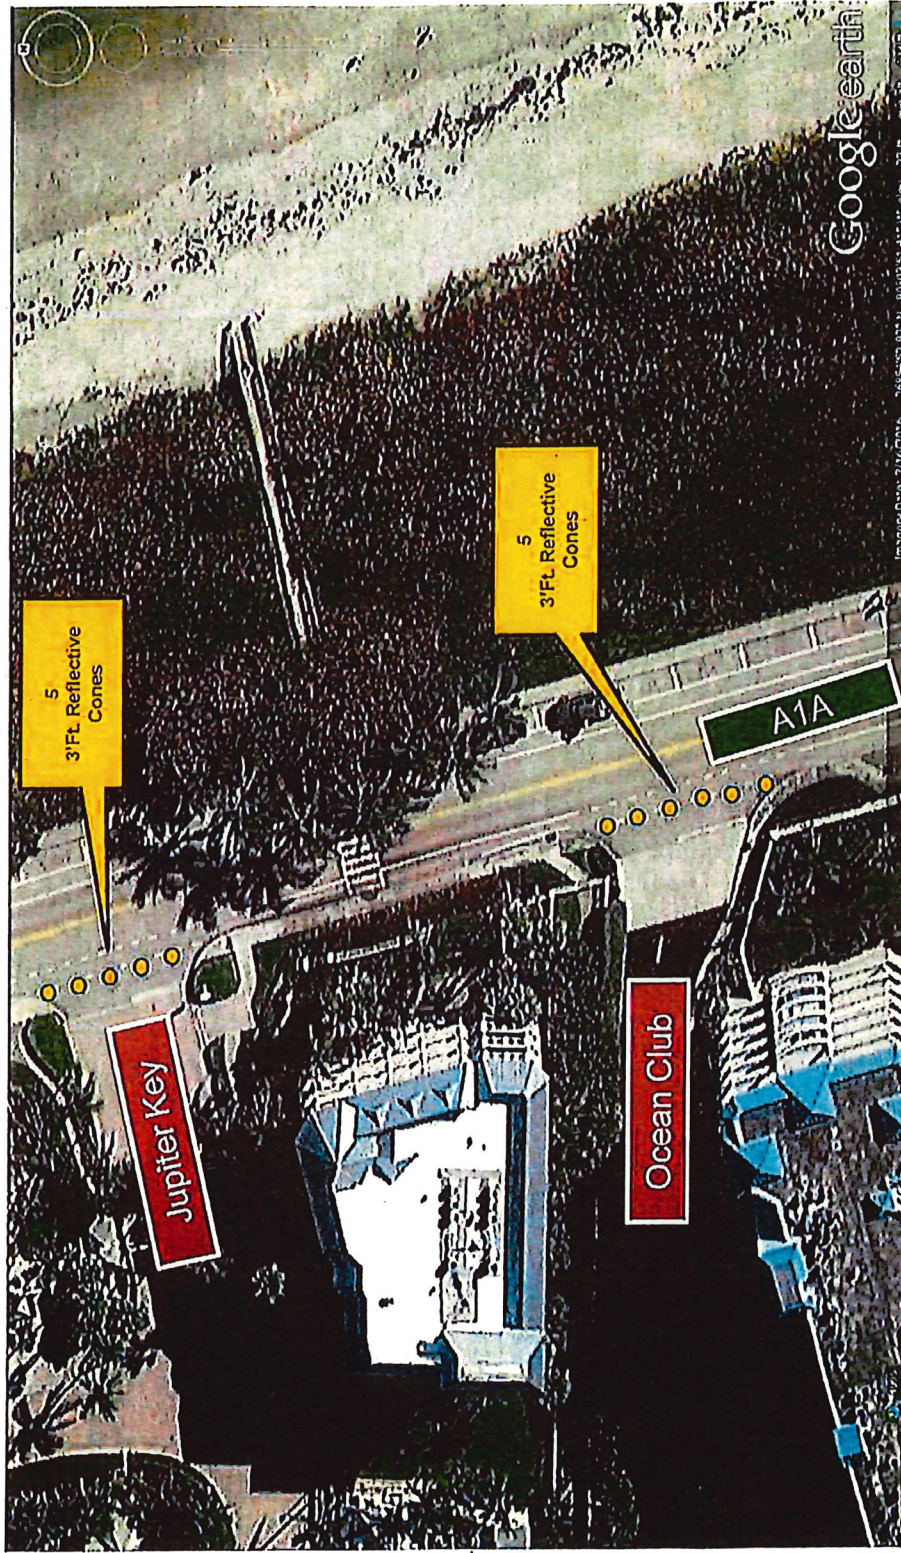 5
3'Ft. Reflective
Cones
5
3'Ft. Reflective
Cones
A1A
Jupiter Key
Ocean Club
Google earth